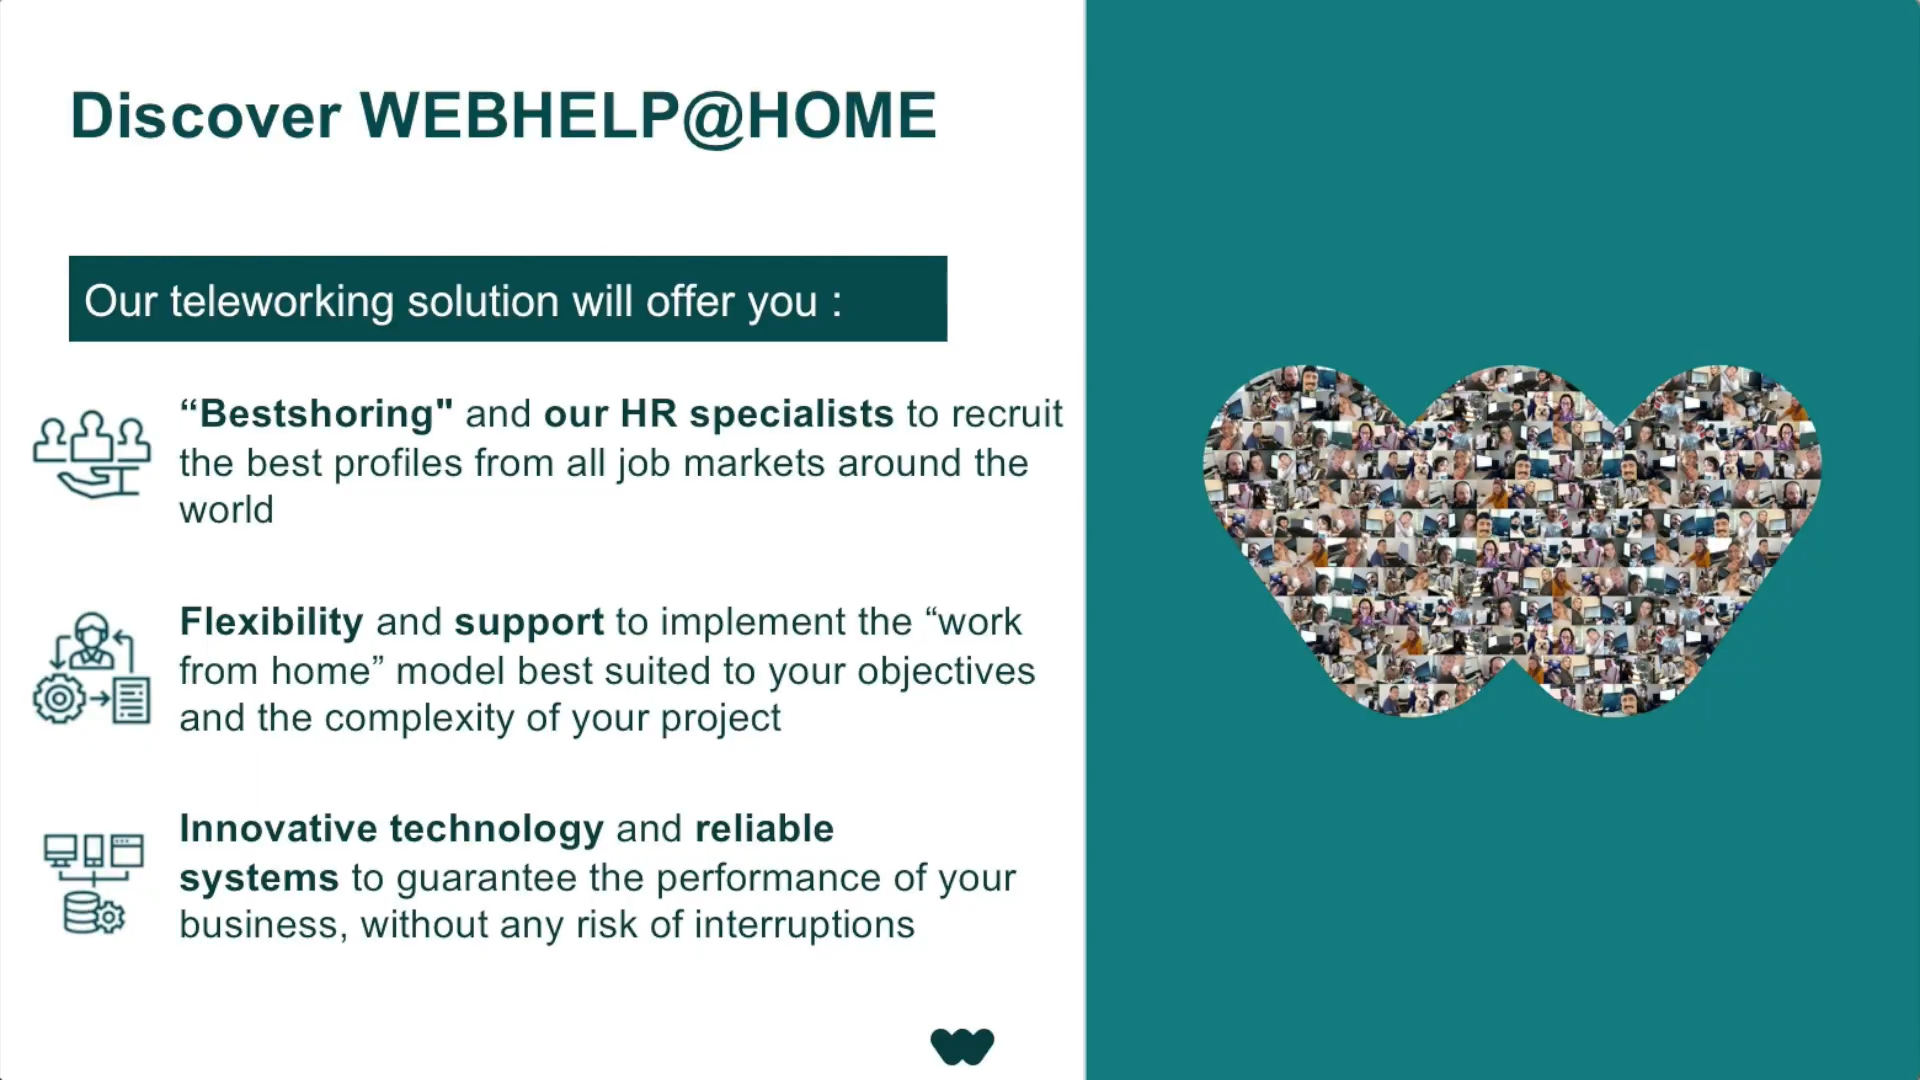 Discover WEBHELP@HOME
Our teleworking solution will offer you :
“Bestshoring" and our HR specialists to recruit
the best profiles from all job markets around the
world
Flexibility and support to implement the “work
from home” model best suited to your objectives
and the complexity of your project
Innovative technology and reliable
systems to guarantee the performance of your
business, without any risk of interruptions